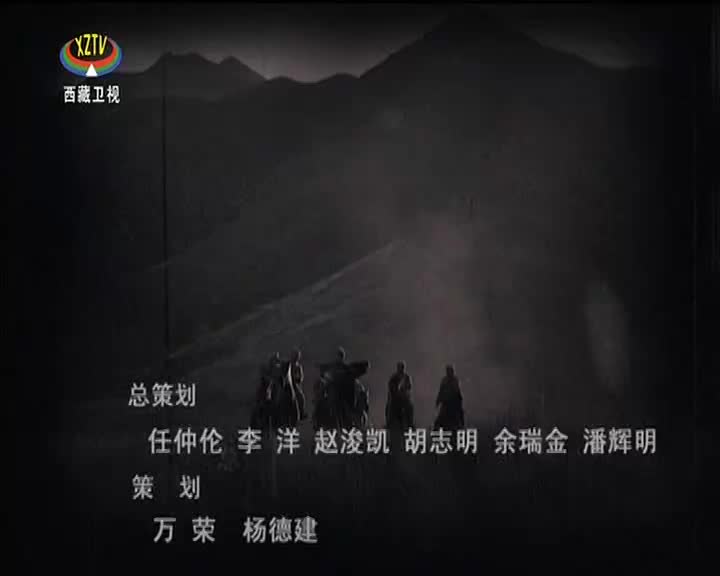 XZTV
西藏卫视
总策划
任仲伦 李 洋 赵浚凯 胡志明 余瑞金 潘辉明
策 划
万 荣 杨德建